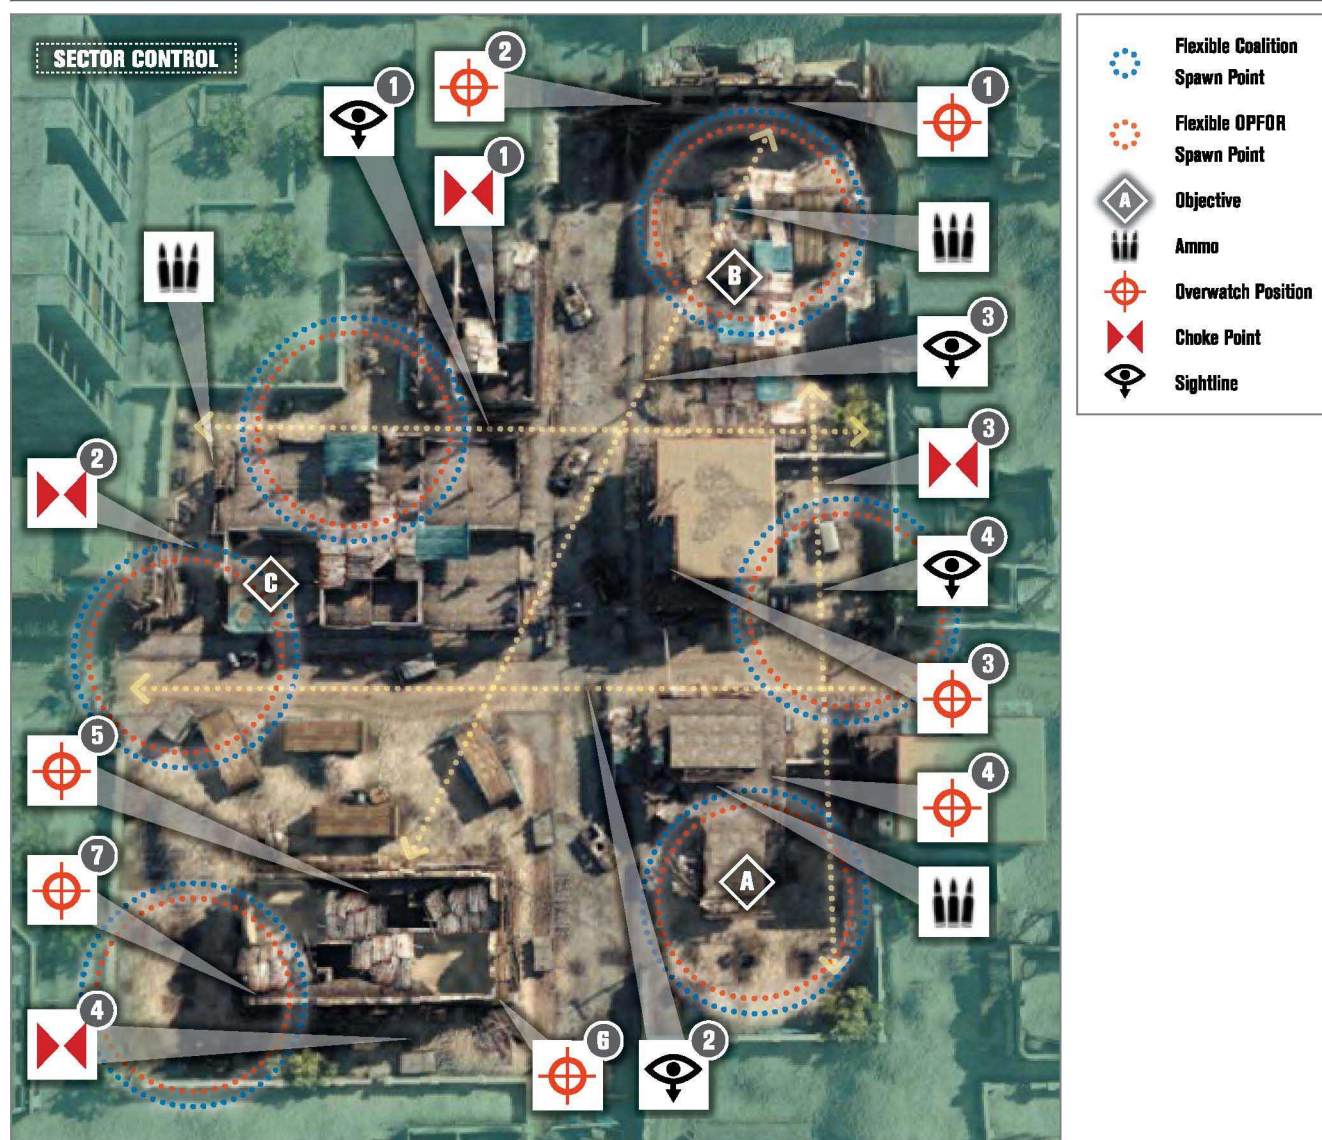 SECTOR CONTROL
2
1
1
1
B
3
2
3
4
C
3
5
4
7
A
4
6
2
Flexible Coalition
Spawn Point
Flexible OPFOR
Spawn Point
A
Objective
Ammo
Overwatch Position
Choke Point
Sightline